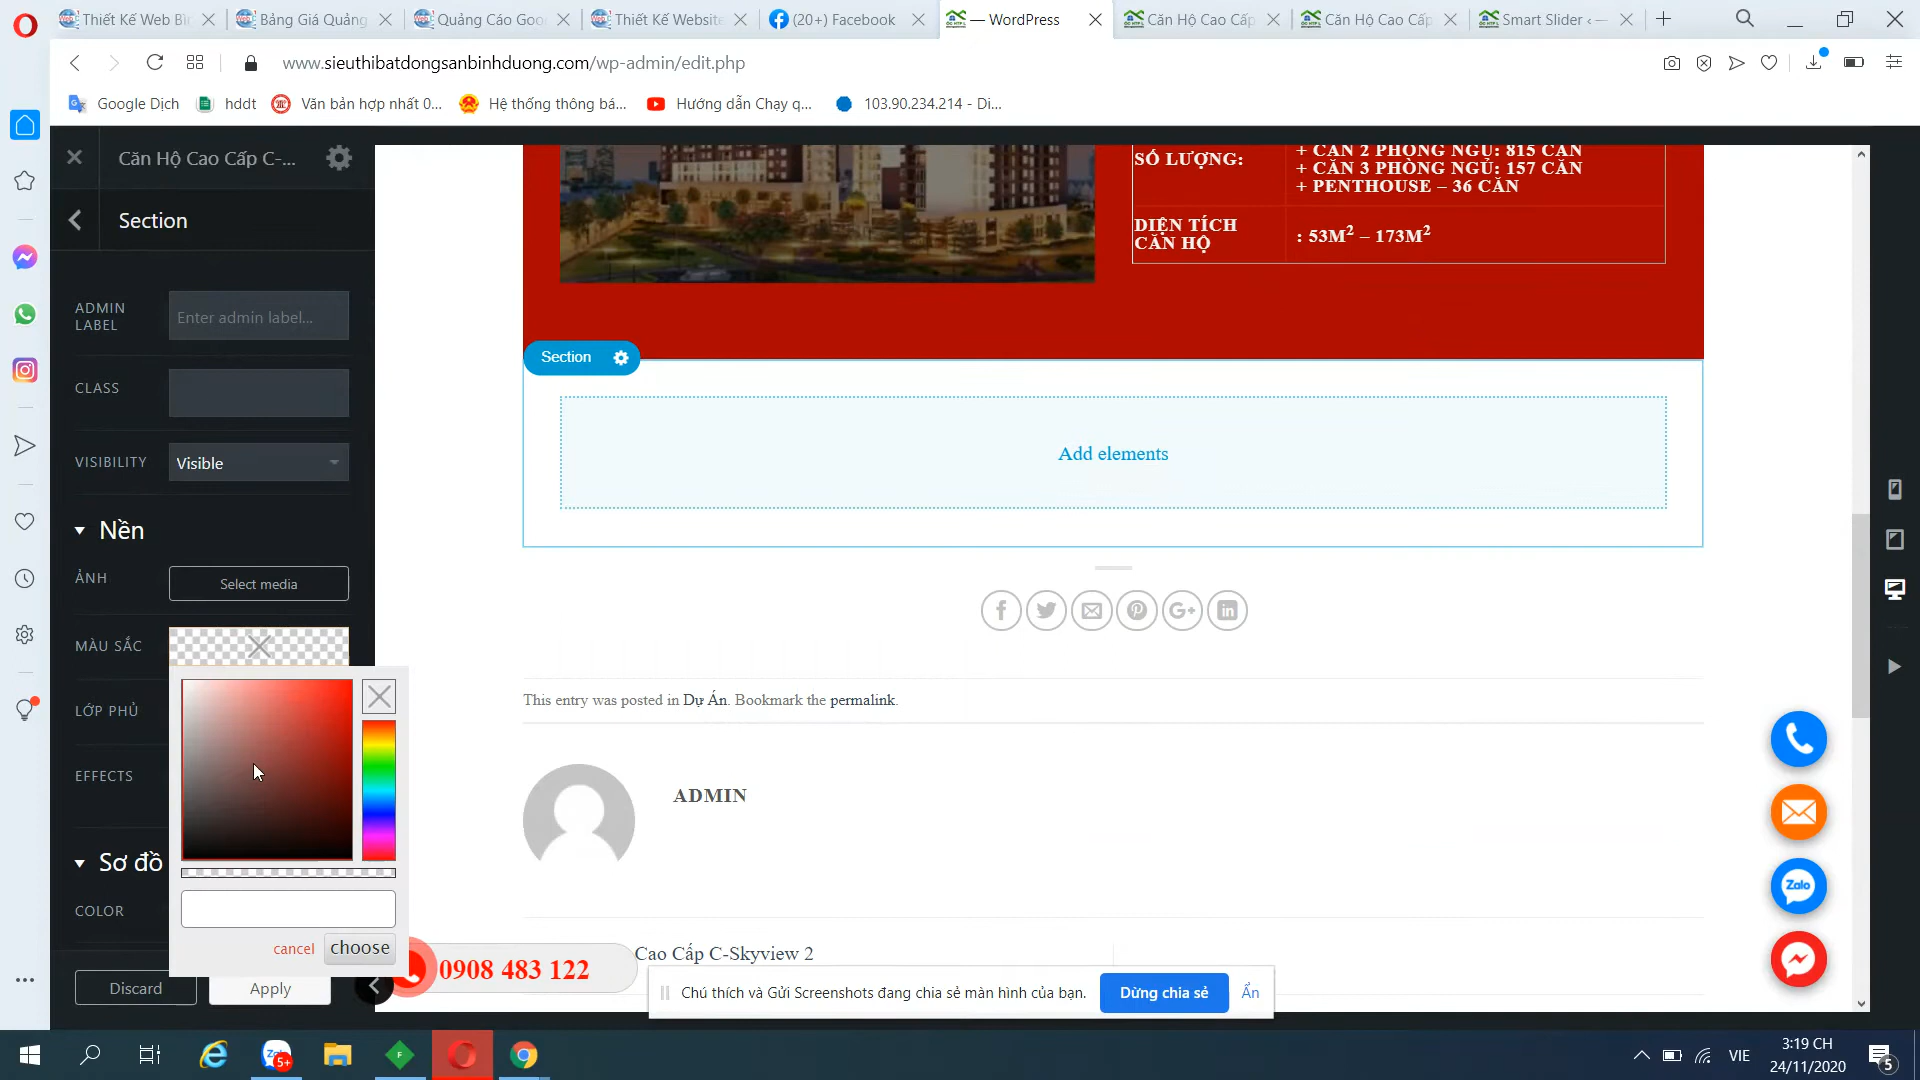 Thiết Kế Web Bì
Bảng Giá Quảng
Quảng Cáo Goo
Thiết Kế Website
(20+) Facebook
— WordPress
Căn Hộ Cao Cấp
Căn Hộ Cao Cấp
Smart Slider ‹ —
www.sieuthibatdongsanbinhduong.com/wp-admin/edit.php
Google Dịch
hddt
Văn bản hợp nhất 0...
Hệ thống thông bá...
Hướng dẫn Chạy q...
103.90.234.214 - Di...
Căn Hộ Cao Cấp C-...
Section
ADMIN LABEL
Enter admin label...
CLASS
VISIBILITY
Visible
Nền
ẢNH
Select media
MÀU SẮC
LỚP PHỦ
EFFECTS
Sơ đồ
COLOR
cancel
choose
Discard
Apply
SỐ LƯỢNG:
+ CĂN 2 PHÒNG NGỦ: 815 CĂN
+ CĂN 3 PHÒNG NGỦ: 157 CĂN
+ PENTHOUSE – 36 CĂN
DIỆN TÍCH CĂN HỘ
: 53M² – 173M²
Section
Add elements
This entry was posted in Dự Án. Bookmark the permalink.
ADMIN
Cao Cấp C-Skyview 2
0908 483 122
Chú thích và Gửi Screenshots đang chia sẻ màn hình của bạn.
Dừng chia sẻ
Ẩn
Zalo
5+
VIE
3:19 CH
24/11/2020
5